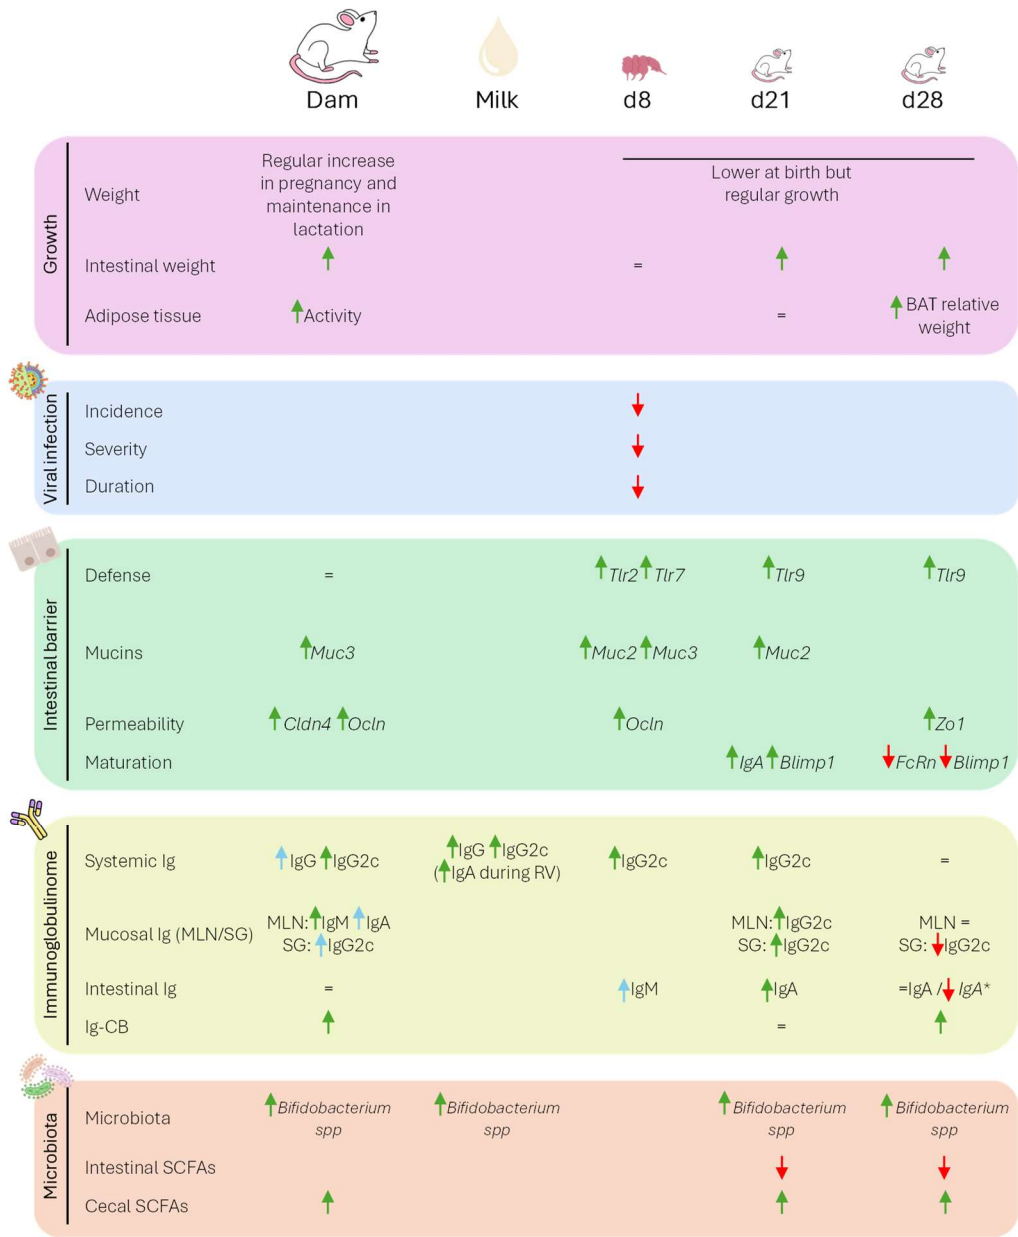 Dam Milk d8 d21 d28
Growth
Weight
Regular increase
in pregnancy and
maintenance in
lactation
Lower at birth but
regular growth
Intestinal weight ↑ = ↑ ↑
Adipose tissue ↑Activity = ↑BAT relative
weight
Viral infection
Incidence ↓
Severity ↓
Duration ↓
Intestinal barrier
Defense = ↑Tlr2 ↑Tlr7 ↑Tlr9 ↑Tlr9
Mucins ↑Muc3 ↑Muc2 ↑Muc3 ↑Muc2
Permeability ↑Cldn4 ↑Ocln ↑Ocln ↑Zo1
Maturation ↑IgA ↑Blimp1 ↓FcRn ↓Blimp1
Immunoglobulinome
Systemic Ig ↑IgG ↑IgG2c ↑IgG ↑IgG2c ↑IgG2c ↑IgG2c =
(↑IgA during RV)
Mucosal Ig (MLN/SG) MLN:↑IgM ↑IgA MLN:↑IgG2c MLN =
SG: ↑IgG2c SG: ↑IgG2c SG: ↓IgG2c
Intestinal Ig = ↑IgM ↑IgA =IgA /↓IgA*
Ig-CB ↑ = ↑
Microbiota
Microbiota ↑Bifidobacterium ↑Bifidobacterium ↑Bifidobacterium ↑Bifidobacterium
spp spp spp spp
Intestinal SCFAs ↓ ↓
Cecal SCFAs ↑ ↑ ↑